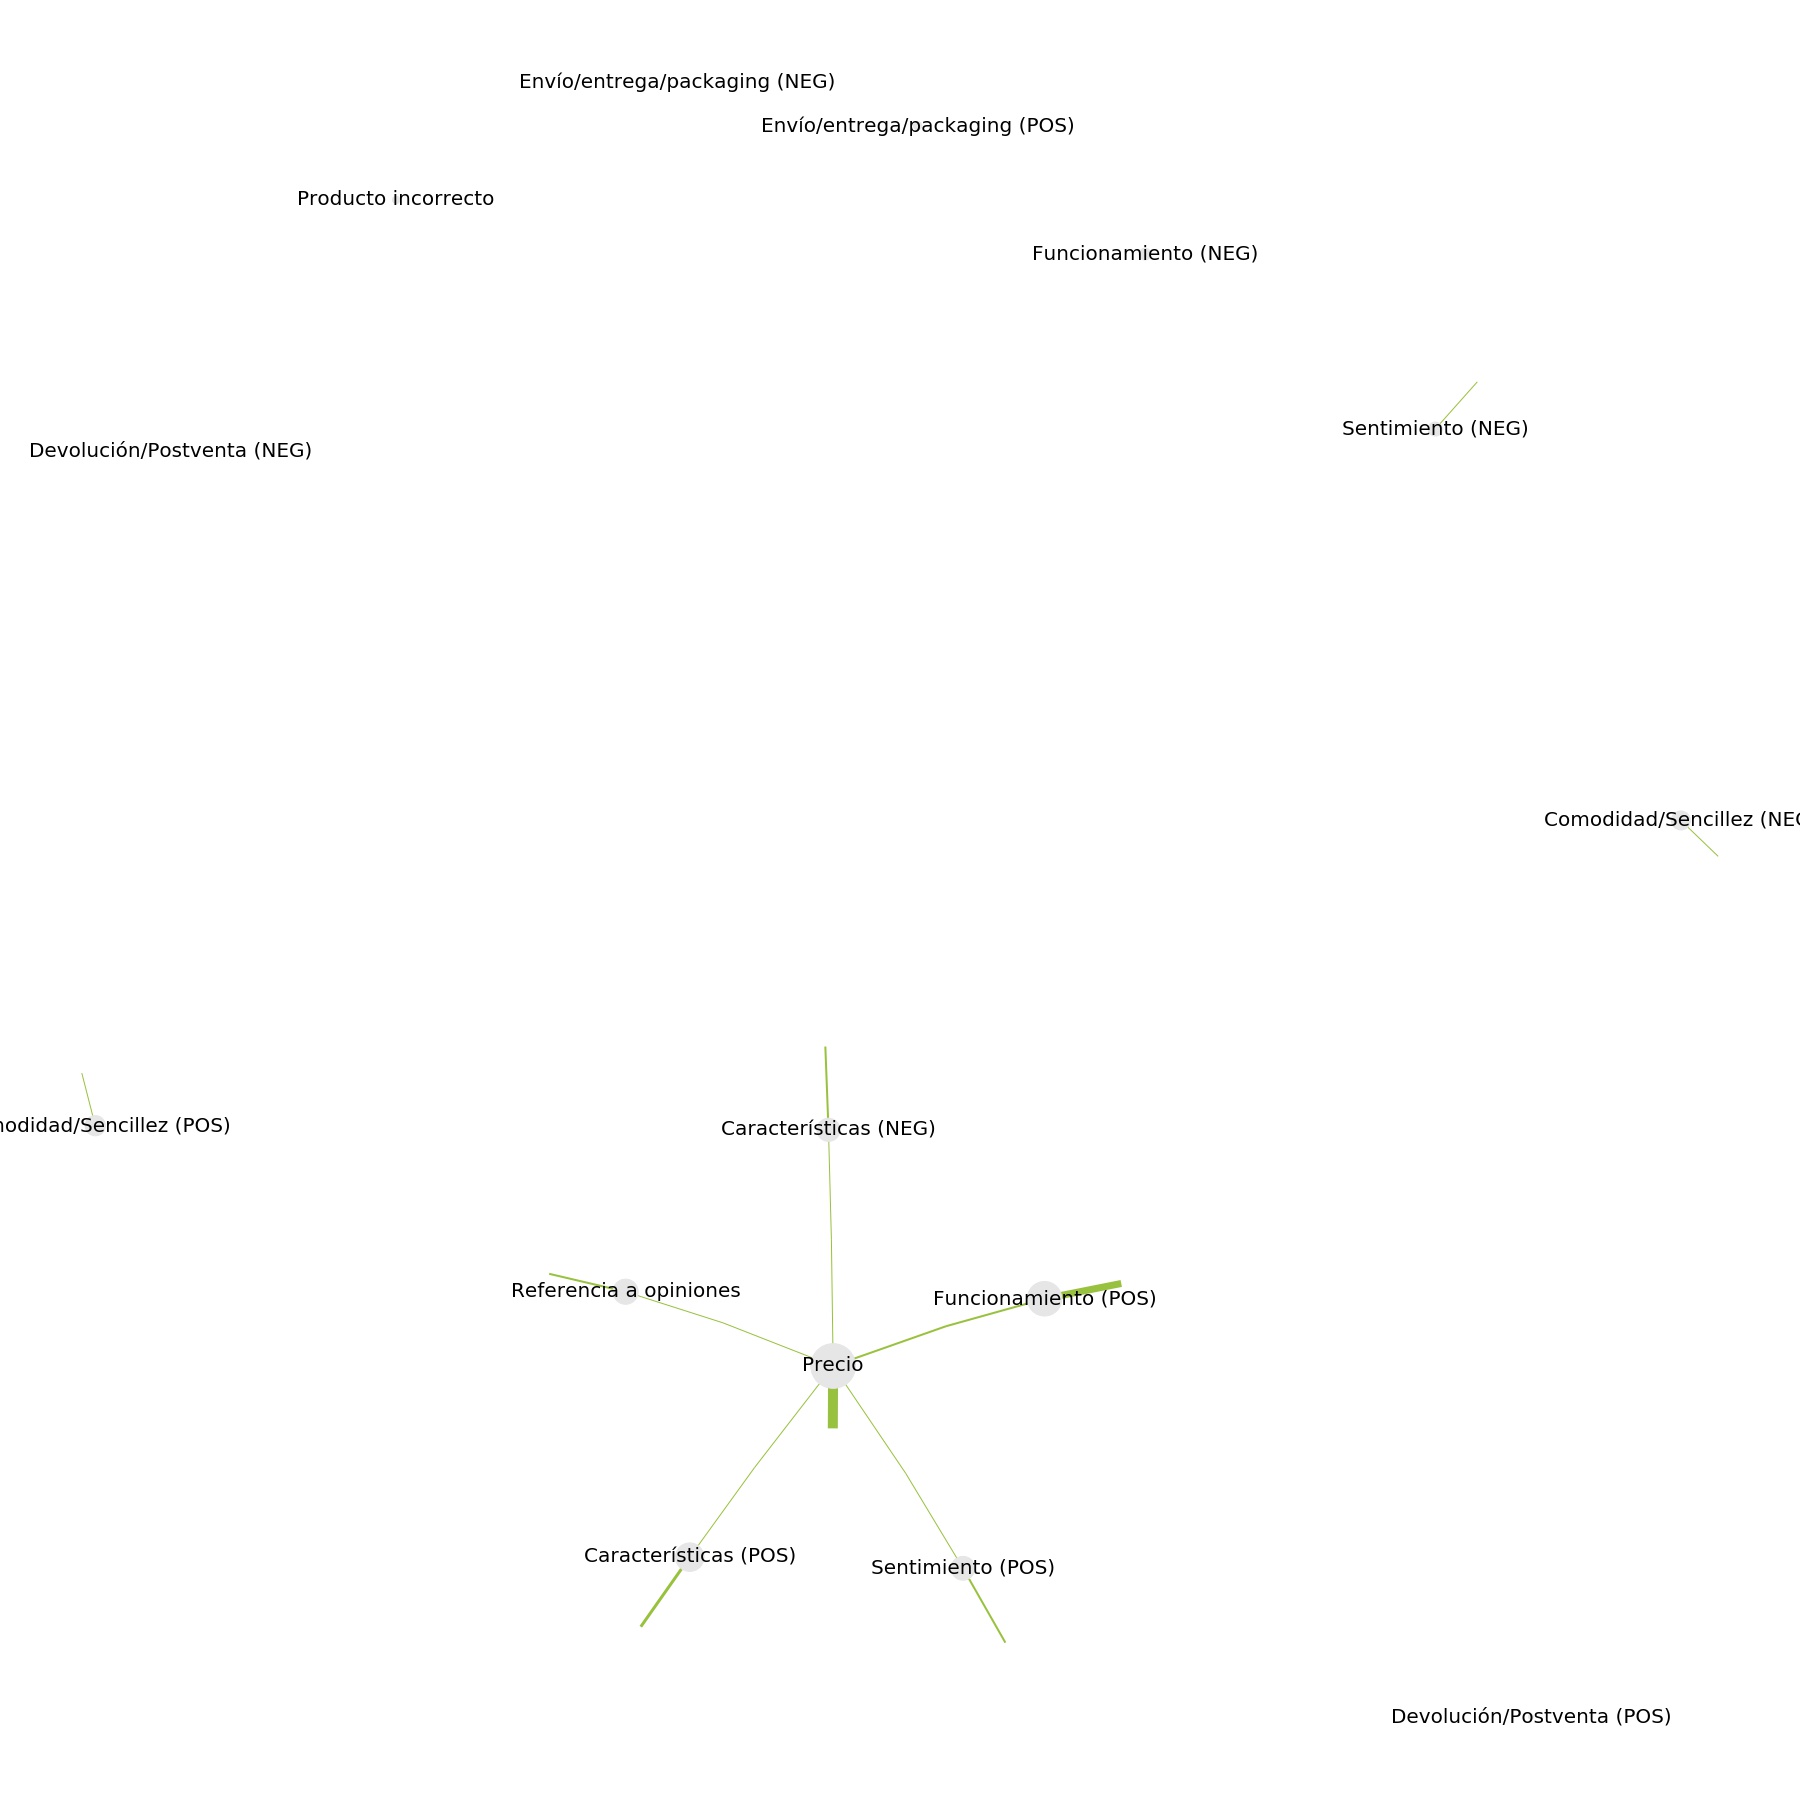 Envío/entrega/packaging (NEG)
Envío/entrega/packaging (POS)
Producto incorrecto
Funcionamiento (NEG)
Sentimiento (NEG)
Devolución/Postventa (NEG)
Comodidad/Sencillez (NEG
modidad/Sencillez (POS)
Características (NEG)
Referencia a opiniones
Funcionamiento (POS)
Precio
Características (POS)
Sentimiento (POS)
Devolución/Postventa (POS)